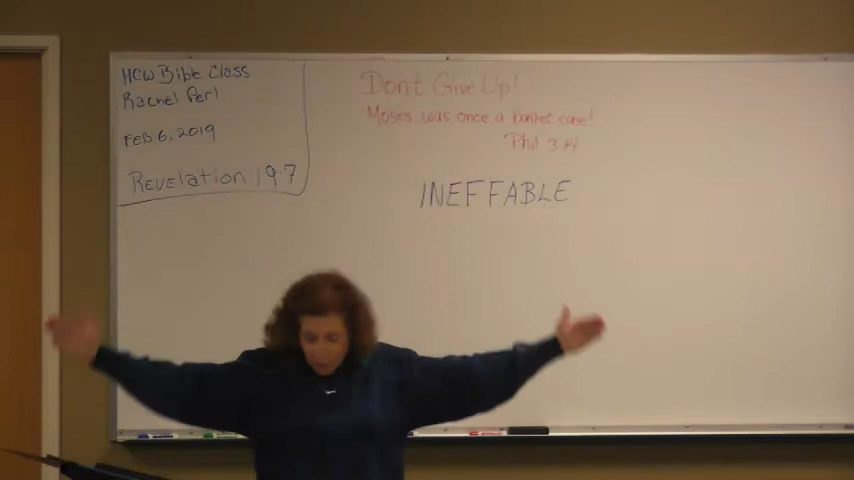 HCW Bible Class
Rachel Perl
Feb 6, 2019
Revelation 19:7
Don't Give Up!
Moses was once a basket case!
Phil 3:14
INEFFABLE